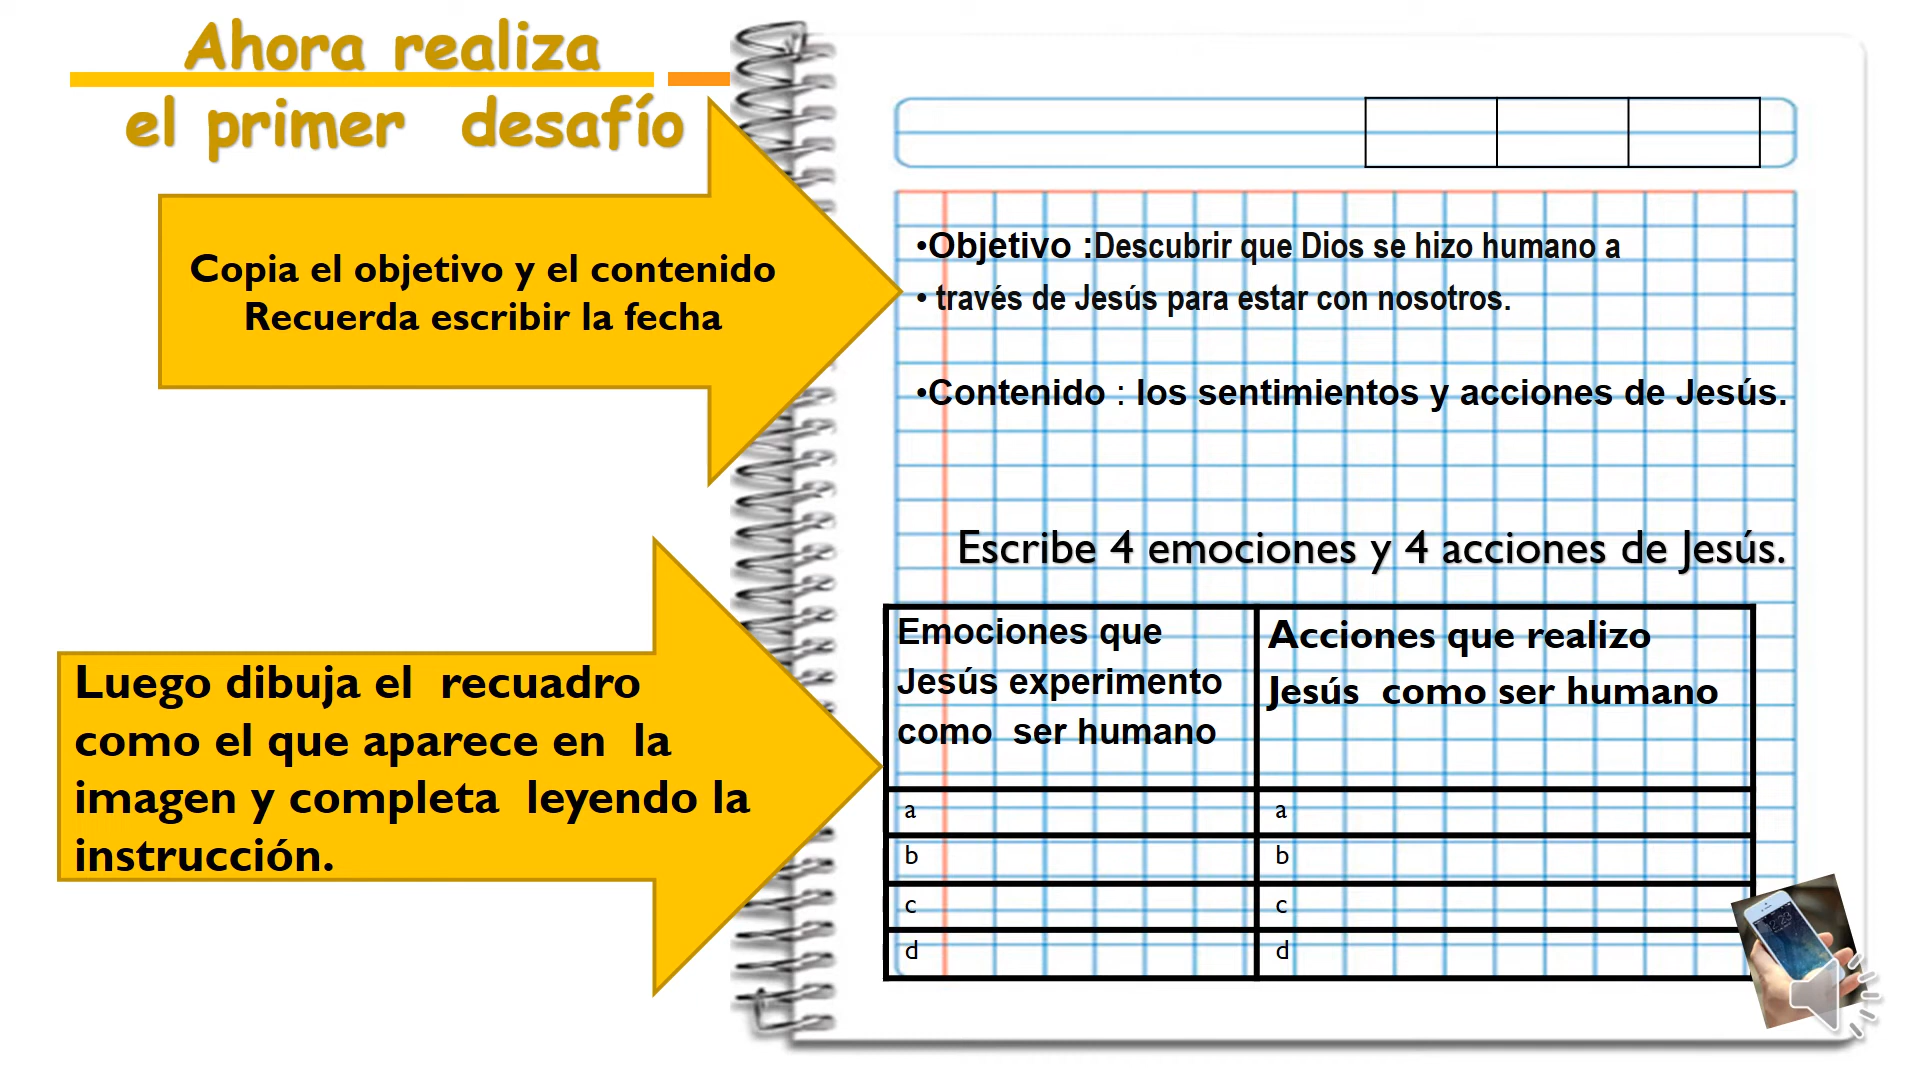 Ahora realiza
el primer desafío
Copia el objetivo y el contenido
Recuerda escribir la fecha
•Objetivo :Descubrir que Dios se hizo humano a
• través de Jesús para estar con nosotros.
•Contenido : los sentimientos y acciones de Jesús.
Escribe 4 emociones y 4 acciones de Jesús.
Luego dibuja el recuadro
como el que aparece en la
imagen y completa leyendo la
instrucción.
Emociones que
Jesús experimento
como ser humano
Acciones que realizo
Jesús como ser humano
a
a
b
b
c
c
d
d